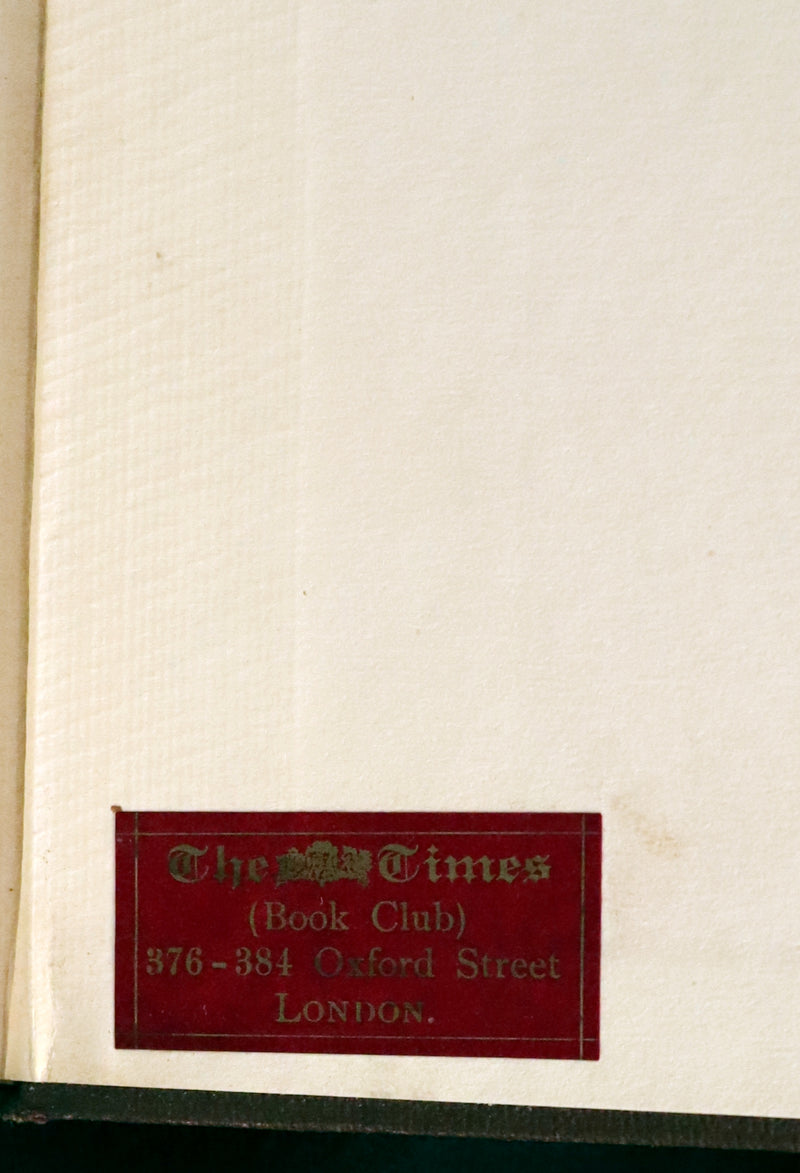 The Times
(Book Club)
376-384 Oxford Street
LONDON.